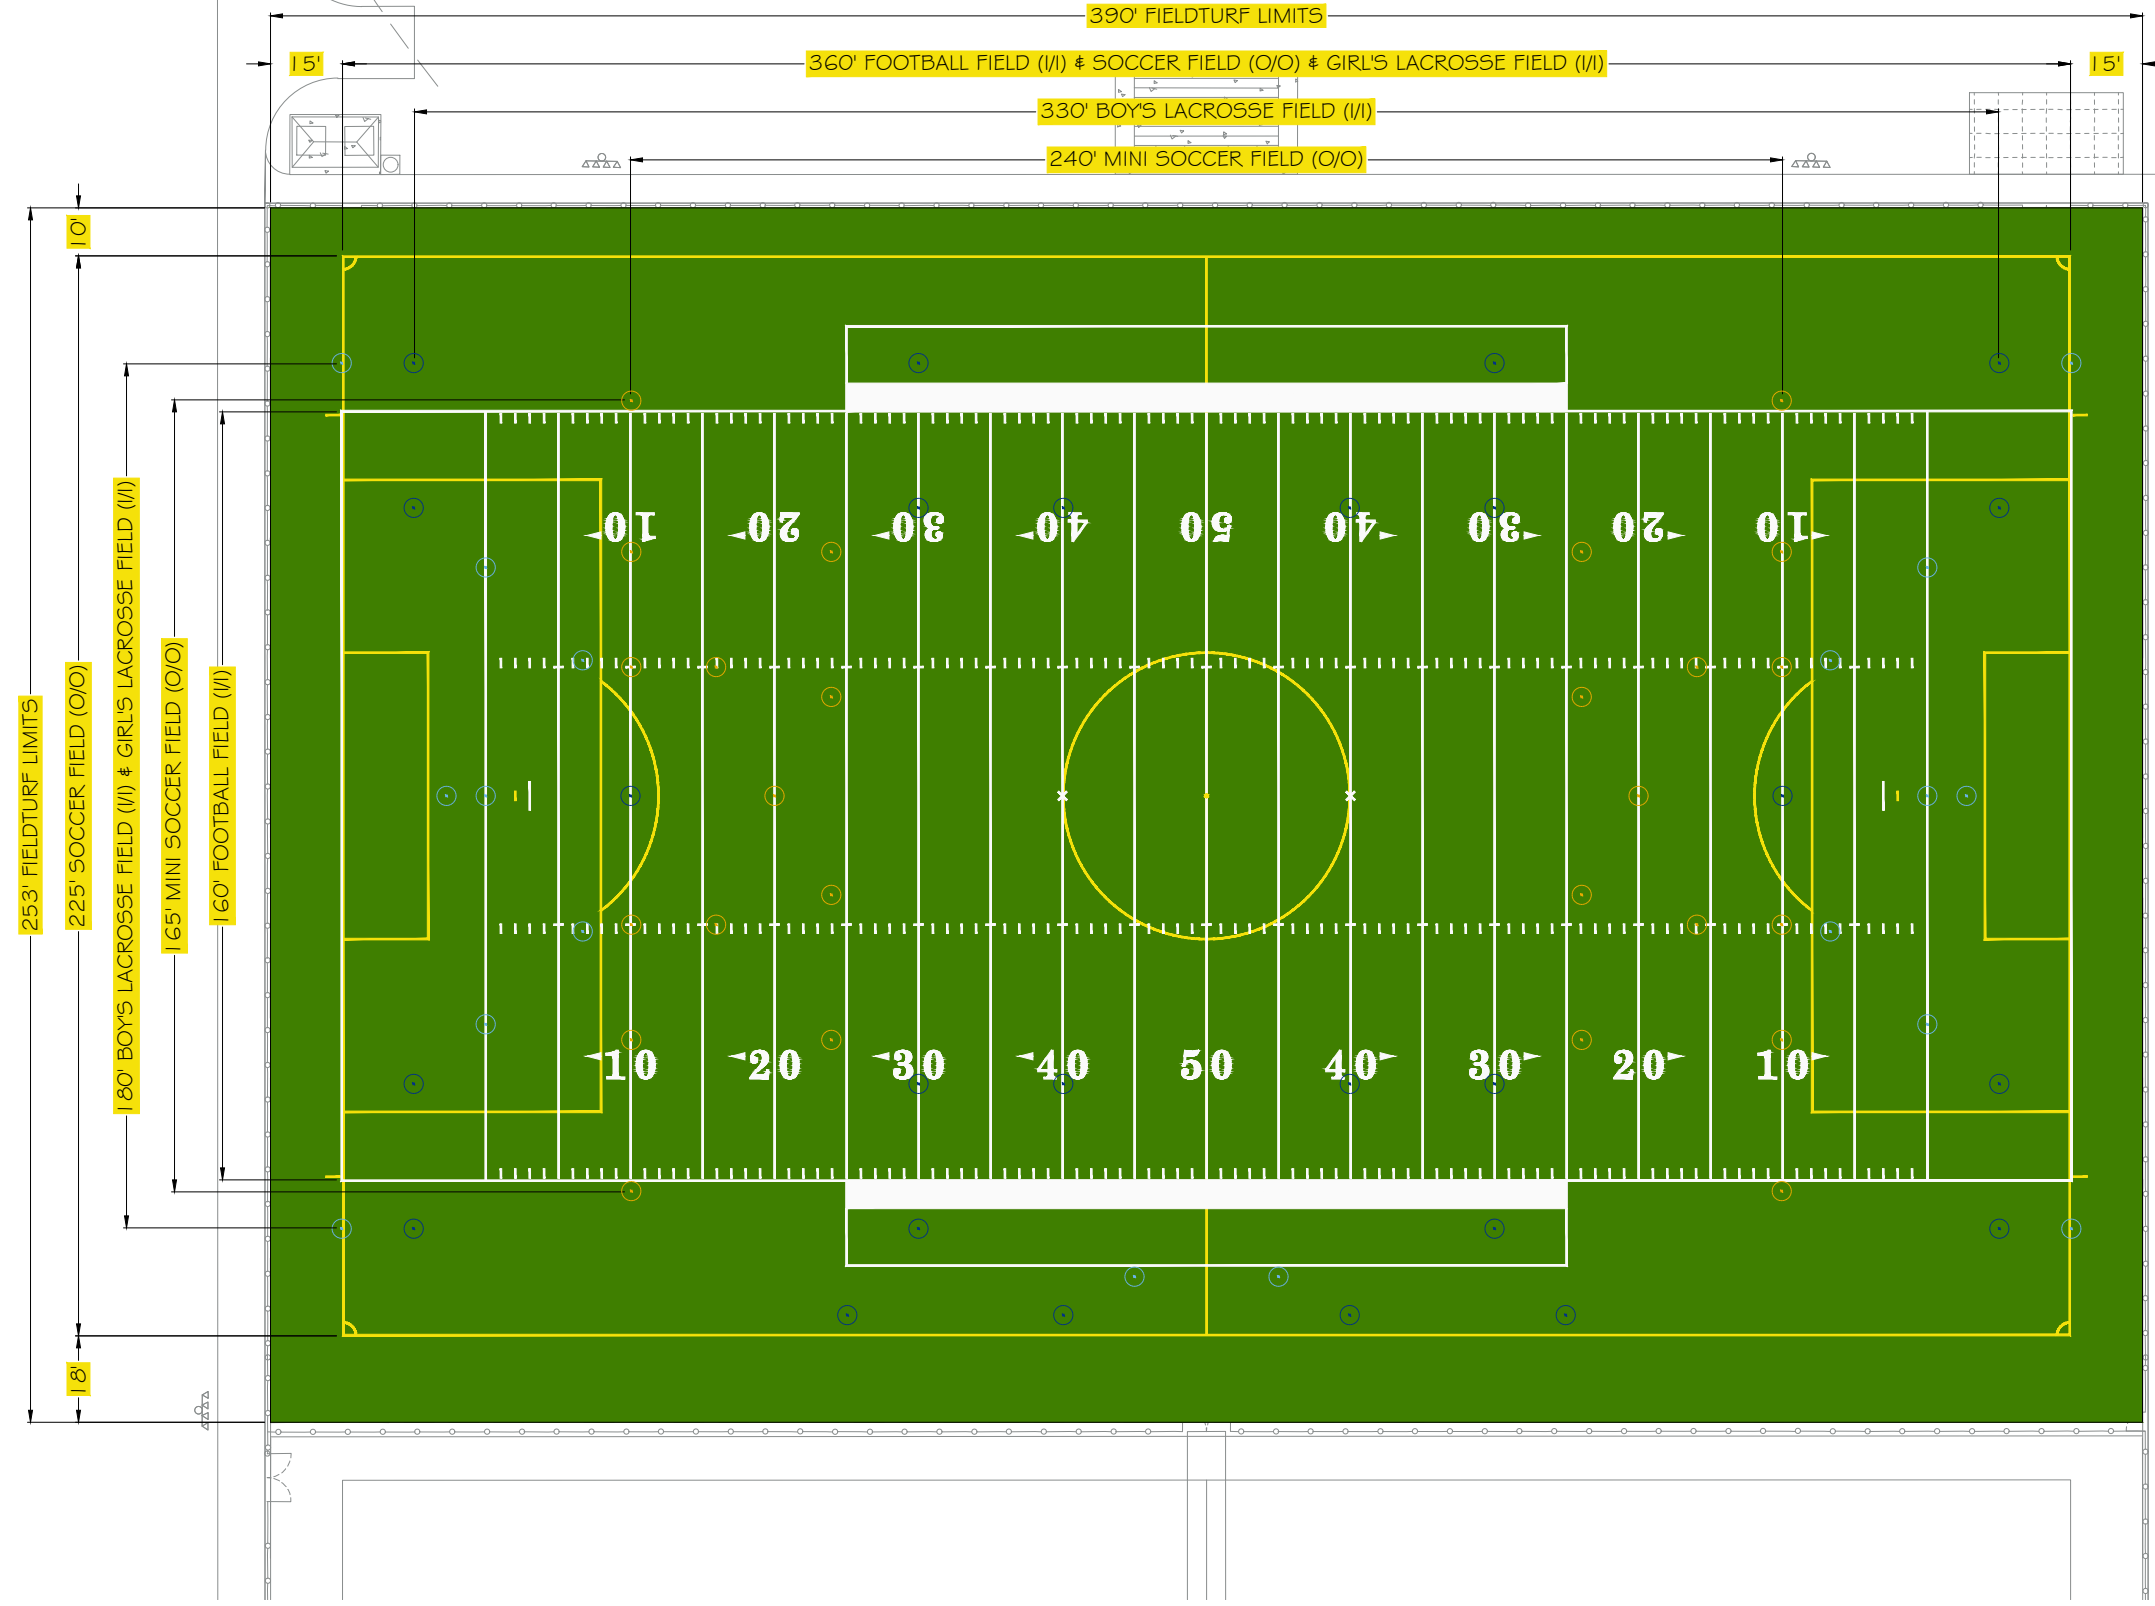 390' FIELDTURF LIMITS
15'
360' FOOTBALL FIELD (I/I) & SOCCER FIELD (O/O) & GIRL'S LACROSSE FIELD (I/I)
15'
330' BOY'S LACROSSE FIELD (I/I)
240' MINI SOCCER FIELD (O/O)
10'
253' FIELDTURF LIMITS
225' SOCCER FIELD (O/O)
180' BOY'S LACROSSE FIELD (I/I) & GIRL'S LACROSSE FIELD (I/I)
165' MINI SOCCER FIELD (O/O)
160' FOOTBALL FIELD (I/I)
18'
10 20 30 40 50 40 30 20 10
10 20 30 40 50 40 30 20 10